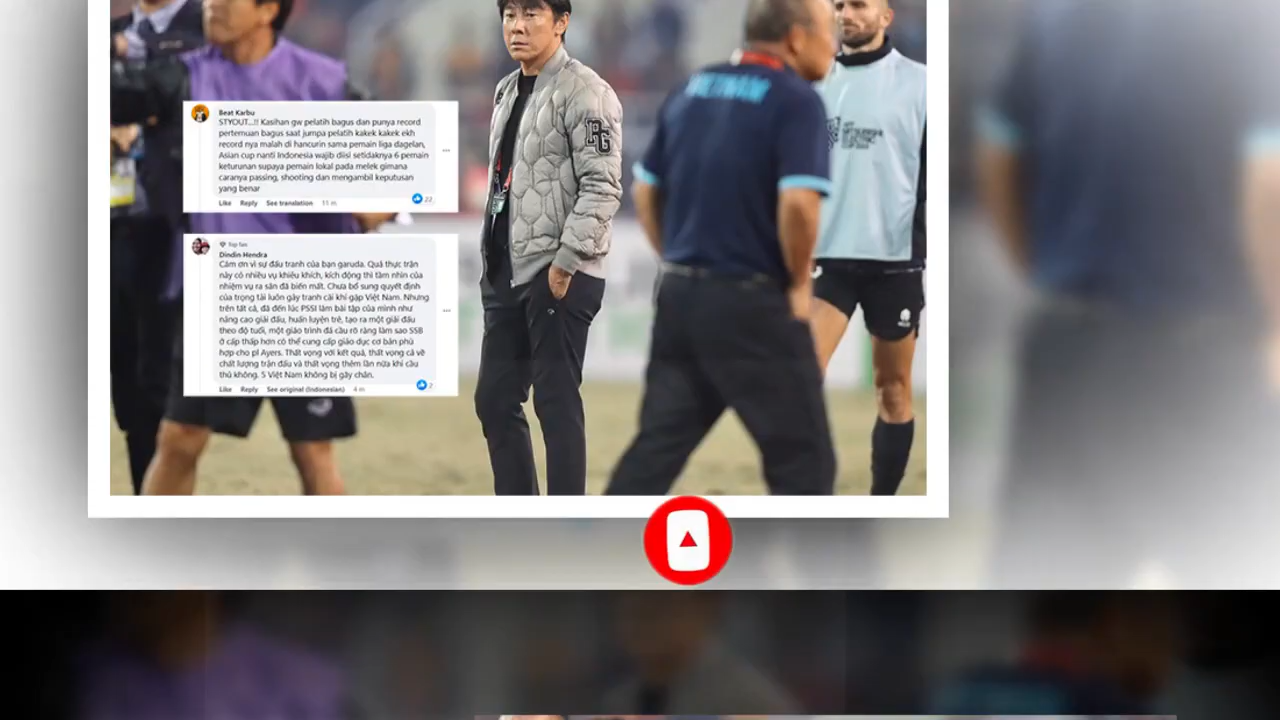 VIETNAM
Beat Karbu
STYOUT...!! Kasihan gw pelatih bagus dan punya record
pertemuan bagus saat jumpa pelatih kakek kakek ekh
record nya malah di hancurin sama pemain liga dagelan,
Asian cup nanti Indonesia wajib diisi setidaknya 6 pemain
keturunan supaya pemain lokal pada melek gimana
caranya passing, shooting dan mengambil keputusan
yang benar
Like Reply See translation 11 m 22
Top fan
Dindin Hendra
Cảm ơn vì sự đấu tranh của bạn garuda. Quả thực trận
này có nhiều vụ khiêu khích, kích động thì tầm nhìn của
nhiệm vụ ra sân đã biến mất. Chưa bổ sung quyết định
của trọng tài luôn gây tranh cãi khi gặp Việt Nam. Nhưng
trên tất cả, đã đến lúc PSSI làm bài tập của mình như
nâng cao giải đấu, huấn luyện trẻ, tạo ra một giải đấu
theo độ tuổi, một giáo trình đá cầu rõ ràng làm sao SSB
ở cấp thấp hơn có thể cung cấp giáo dục cơ bản phù
hợp cho pl Ayers. Thất vọng với kết quả, thất vọng cả về
chất lượng trận đấu và thất vọng thêm lần nữa khi cầu
thủ không. 5 Việt Nam không bị gãy chân.
Like Reply See original (Indonesian) 4 m 2